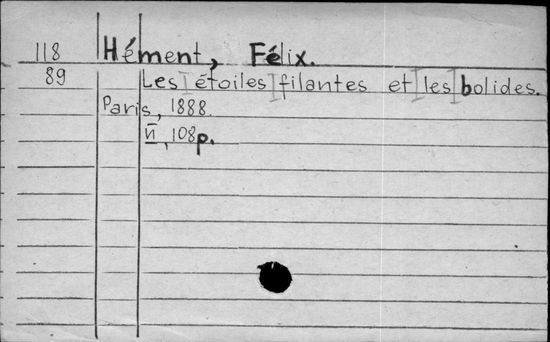 118 Hément, Félix.
89 Les étoiles filantes et les bolides.
Paris, 1888.
108p.